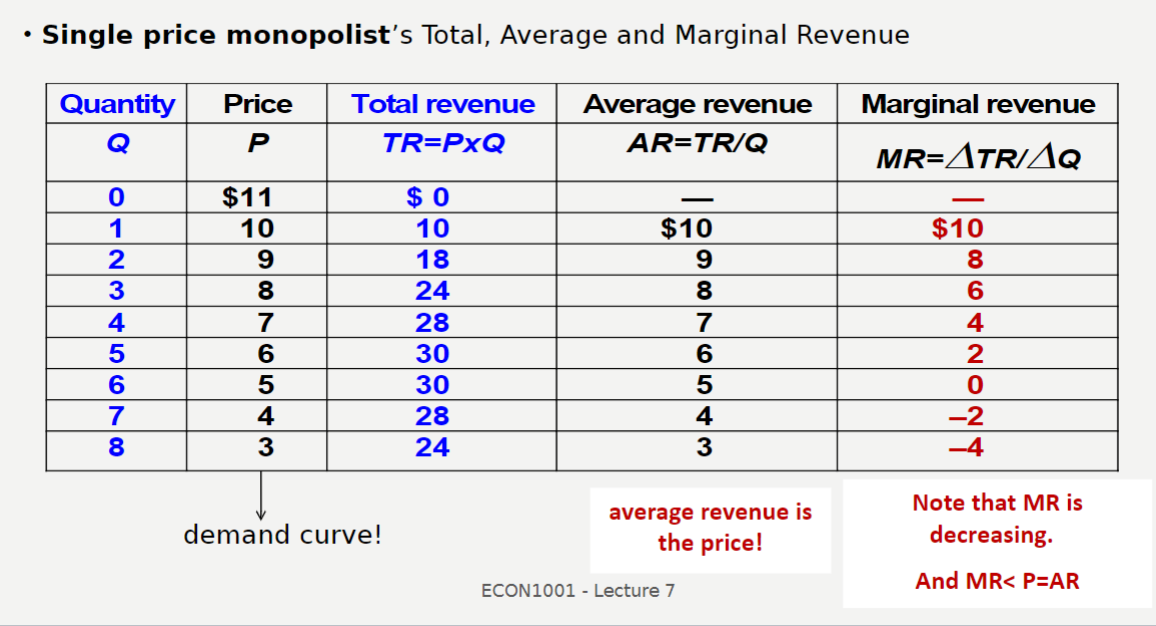 • Single price monopolist’s Total, Average and Marginal Revenue
Quantity Price Total revenue Average revenue Marginal revenue
Q P TR=PxQ AR=TR/Q MR=ΔTR/ΔQ
0 $11 $ 0 — —
1 10 10 $10 $10
2 9 18 9 8
3 8 24 8 6
4 7 28 7 4
5 6 30 6 2
6 5 30 5 0
7 4 28 4 –2
8 3 24 3 –4
demand curve!
average revenue is
the price!
Note that MR is
decreasing.
And MR< P=AR
ECON1001 - Lecture 7